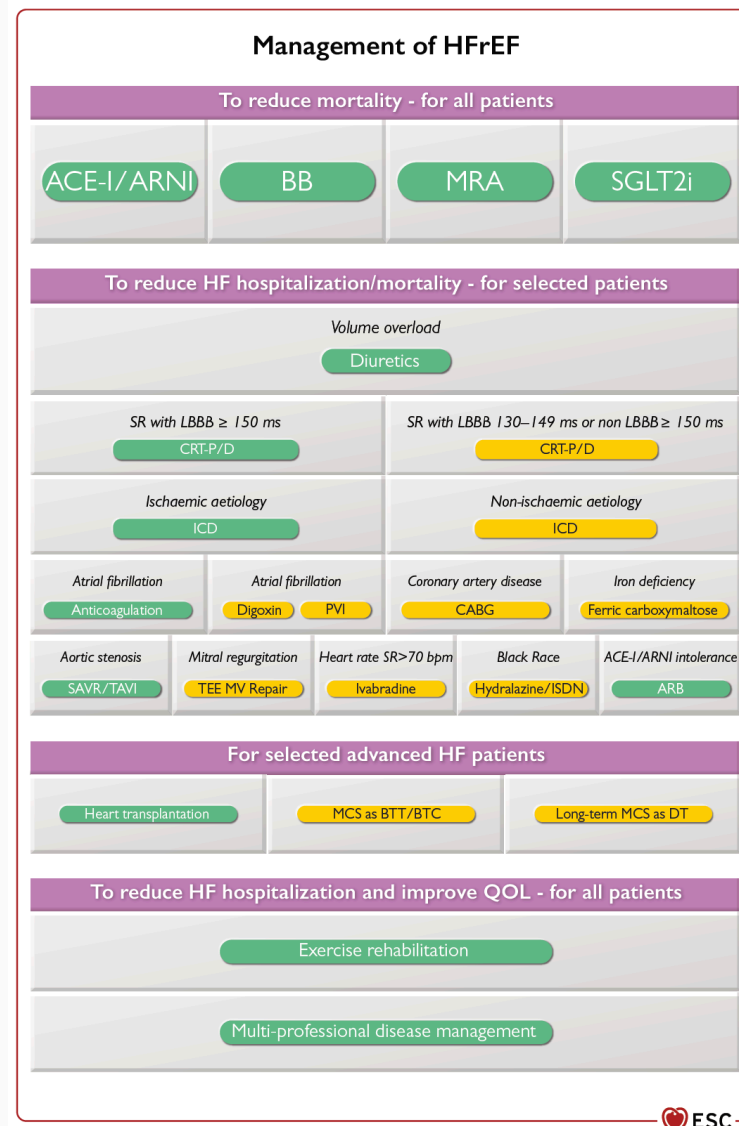 Management of HFrEF
To reduce mortality - for all patients
ACE-I/ARNI
BB
MRA
SGLT2i
To reduce HF hospitalization/mortality - for selected patients
Volume overload
Diuretics
SR with LBBB ≥ 150 ms
CRT-P/D
SR with LBBB 130–149 ms or non LBBB ≥ 150 ms
CRT-P/D
Ischaemic aetiology
ICD
Non-ischaemic aetiology
ICD
Atrial fibrillation
Anticoagulation
Atrial fibrillation
Digoxin
PVI
Coronary artery disease
CABG
Iron deficiency
Ferric carboxymaltose
Aortic stenosis
SAVR/TAVI
Mitral regurgitation
TEE MV Repair
Heart rate SR>70 bpm
Ivabradine
Black Race
Hydralazine/ISDN
ACE-I/ARNI intolerance
ARB
For selected advanced HF patients
Heart transplantation
MCS as BTT/BTC
Long-term MCS as DT
To reduce HF hospitalization and improve QOL - for all patients
Exercise rehabilitation
Multi-professional disease management
ESC